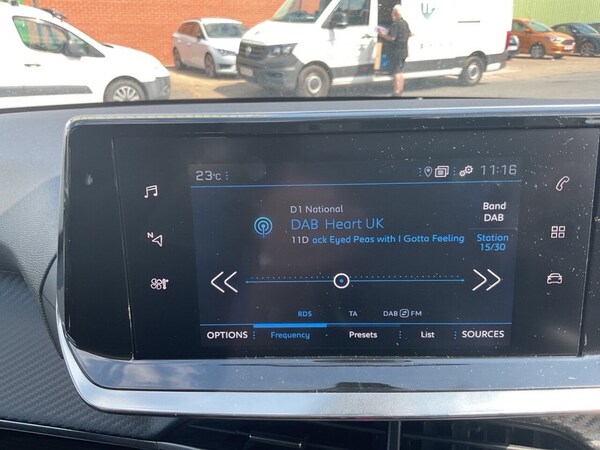 23°C
11:16
D1 National
DAB Heart UK
11D ack Eyed Peas with I Gotta Feeling
Band
DAB
Station
15/30
N
RDS TA DAB FM
OPTIONS Frequency Presets List SOURCES